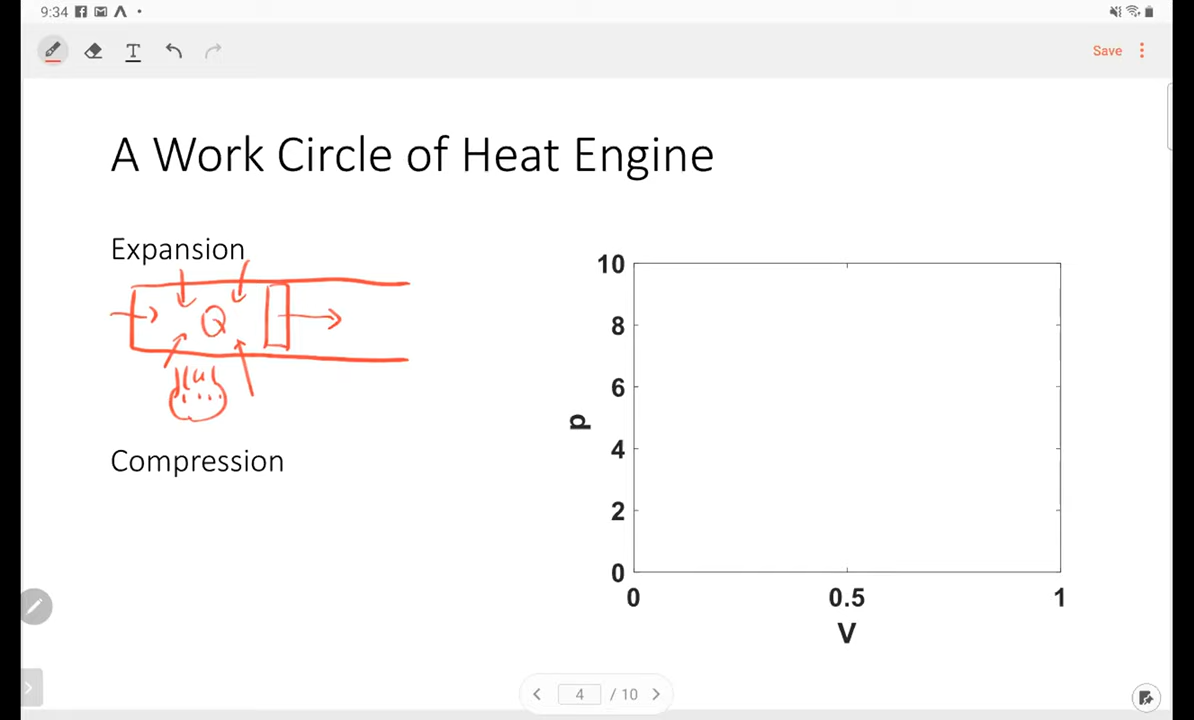 9:34
Save
A Work Circle of Heat Engine
Expansion
Q
Compression
10
8
6
4
2
0
p
0 0.5 1
V
4 / 10